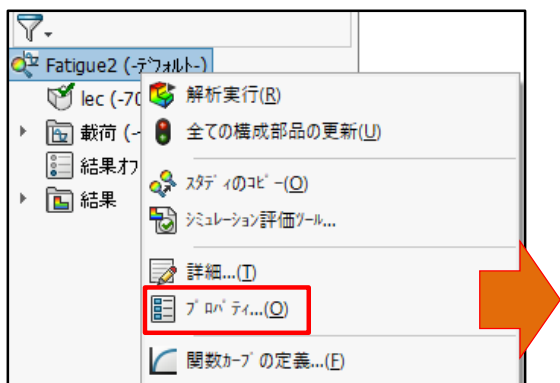 Fatigue2 (-ﾃﾞﾌｫﾙﾄ-)
lec (-70
載荷 (-
結果ｵﾌ
結果
解析実行(R)
全ての構成部品の更新(U)
ｽﾀﾃﾞｨのｺﾋﾟｰ(O)
ｼﾐｭﾚｰｼｮﾝ評価ﾂｰﾙ...
詳細...(T)
ﾌﾟﾛﾊﾟﾃｨ...(O)
関数ｶｰﾌﾞの定義...(F)